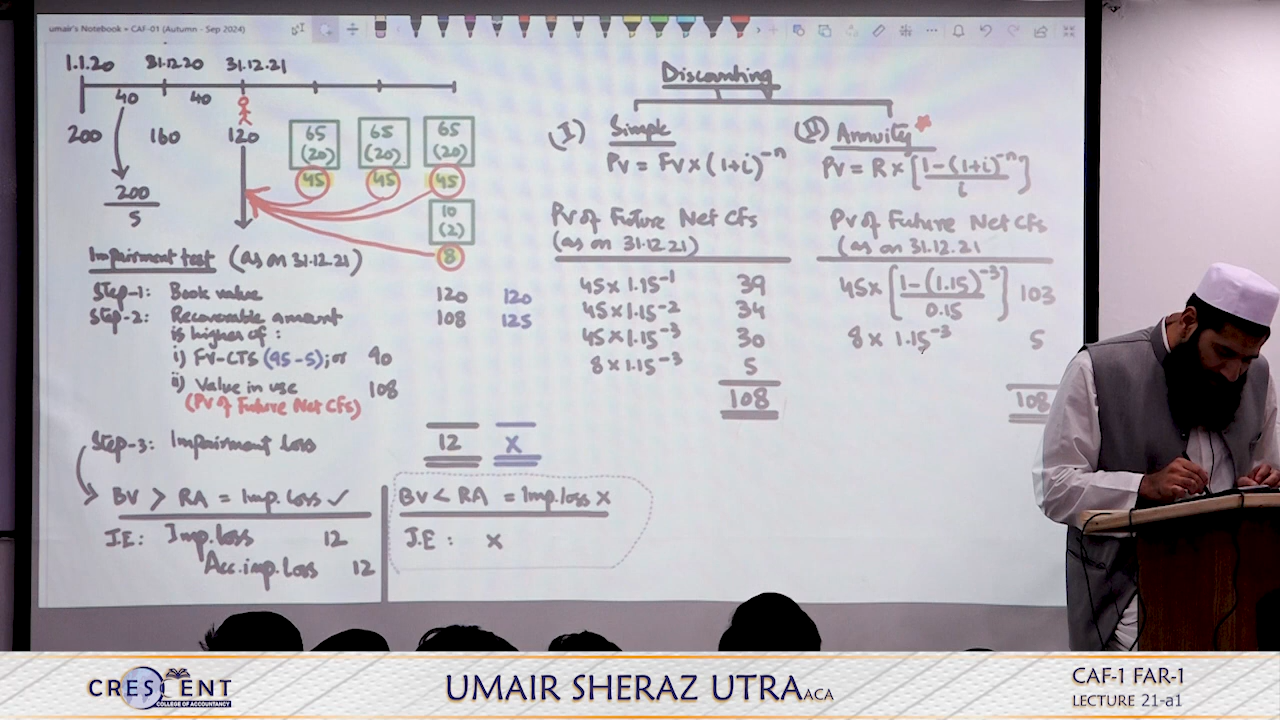 umair's Notebook » CAF-01 (Autumn - Sep 2024)
1.1.20 31.12.20 31.12.21
40 40
200 160 120
200
5
65 65 65
(20) (20) (20)
45 45 45
10
(2)
8
Impairment test (as on 31.12.21)
Step-1: Book value 120 120
Step-2: Recoverable amount 108 125
is higher of:
i) FV-CTS (95-5); or 90
ii) Value in use 108
(PV of Future Net CFs)
Step-3: Impairment loss 12 X
BV > RA = Imp. loss ✓
J.E: Imp. loss 12
Acc. imp. loss 12
BV < RA = Imp. loss X
J.E: X
Discounting
I) Simple
PV = FV x (1+i)⁻ⁿ
PV of Future Net CFs
(as on 31.12.21)
45 x 1.15⁻¹ 39
45 x 1.15⁻² 34
45 x 1.15⁻³ 30
8 x 1.15⁻³ 5
108
II) Annuity
PV = R x [1-(1+i)⁻ⁿ / i]
PV of Future Net CFs
(as on 31.12.21
45 x [1-(1.15)⁻³ / 0.15] 103
8 x 1.15⁻³ 5
108
CRESCENT
COLLEGE OF ACCOUNTANCY
UMAIR SHERAZ UTRA ACA
CAF-1 FAR-1
LECTURE 21-a1